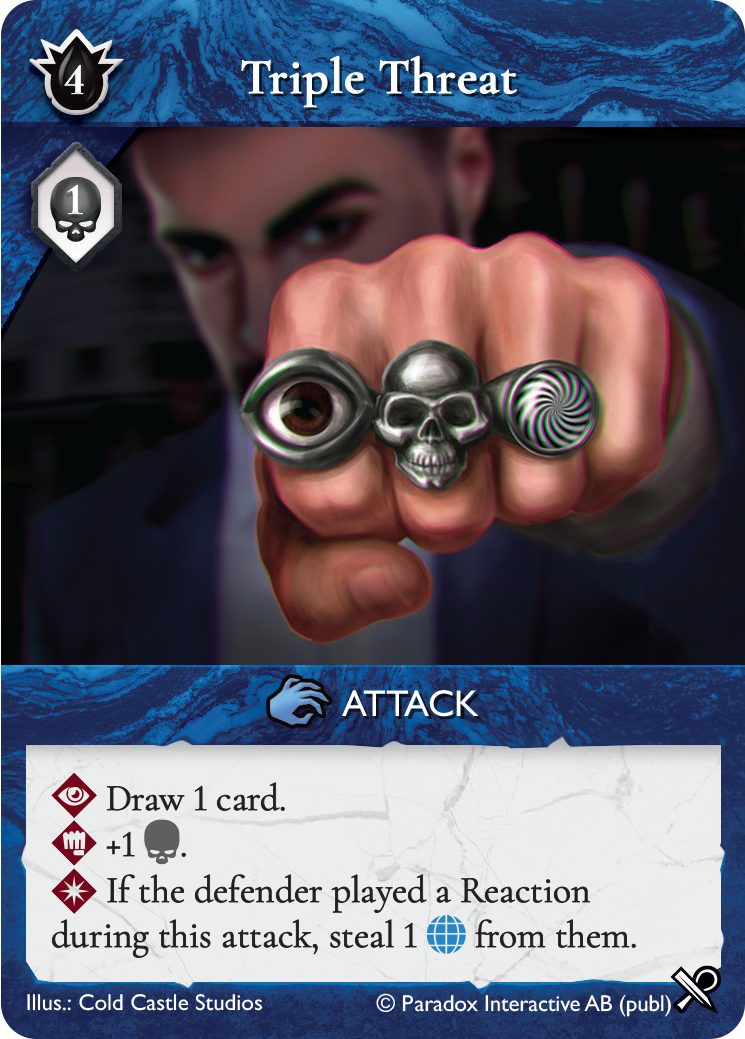 4
Triple Threat
1
ATTACK
Draw 1 card.
+1 .
If the defender played a Reaction
during this attack, steal 1 from them.
Illus.: Cold Castle Studios
© Paradox Interactive AB (publ)